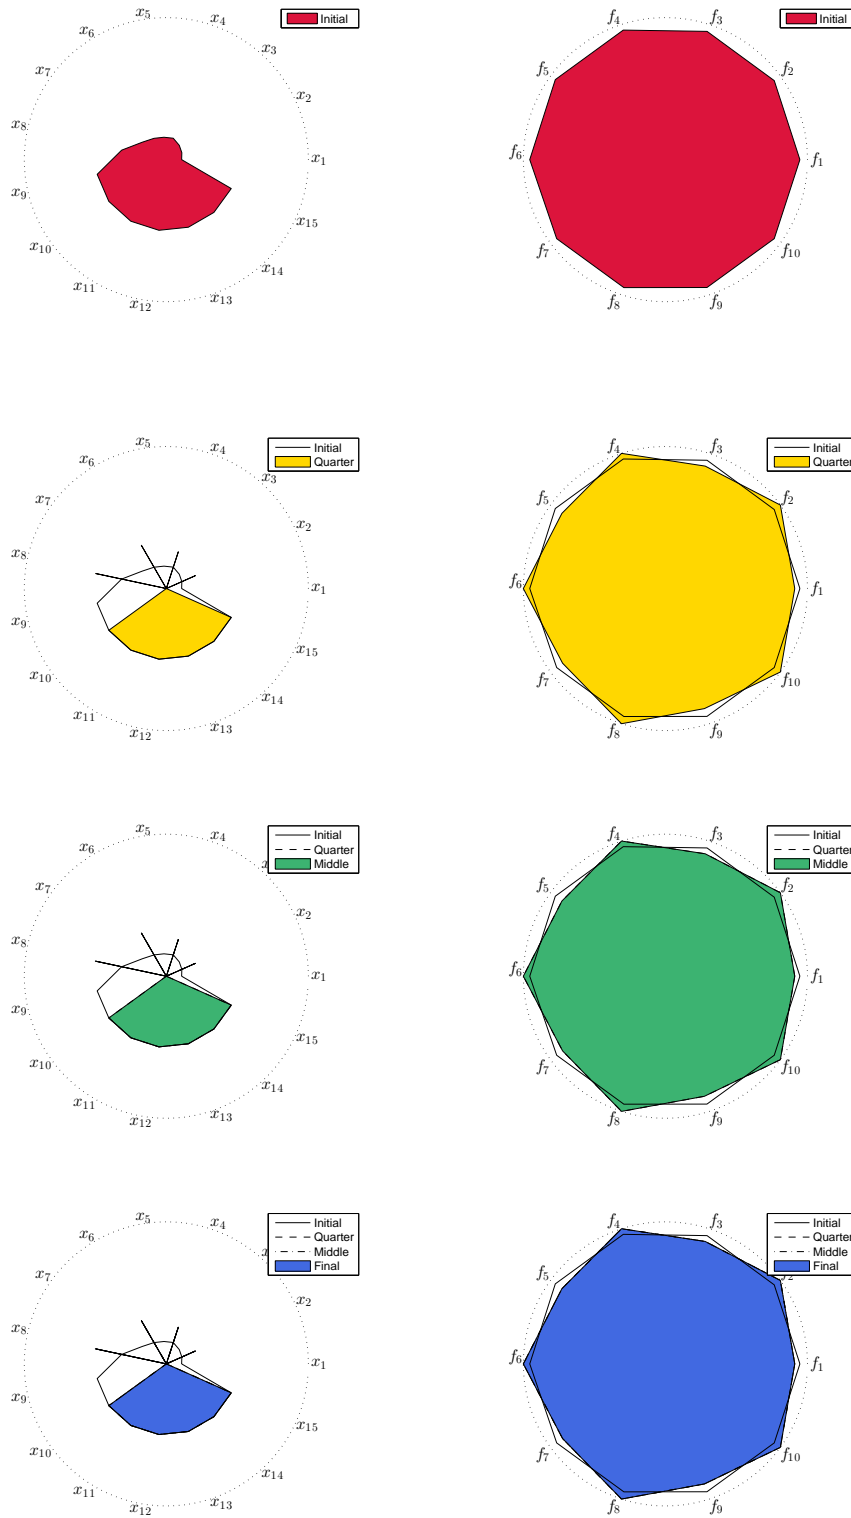 x5 x4 Initial
x6 x3
x7 x2
x8 x1
x9 x15
x10 x14
x11 x13
x12
f4 f3 Initial
f5 f2
f6 f1
f7 f10
f8 f9
x5 x4 Initial
Quarter
x6 x3
x7 x2
x8 x1
x9 x15
x10 x14
x11 x13
x12
f4 f3 Initial
Quarter
f5 f2
f6 f1
f7 f10
f8 f9
x5 x4 Initial
Quarter
Middle
x6
x7 x2
x8 x1
x9 x15
x10 x14
x11 x13
x12
f4 f3 Initial
Quarter
Middle
f5 f2
f6 f1
f7 f10
f8 f9
x5 x4 Initial
Quarter
Middle
Final
x6
x7 x2
x8 x1
x9 x15
x10 x14
x11 x13
x12
f4 f3 Initial
Quarter
Middle
Final
f5
f6 f1
f7 f10
f8 f9